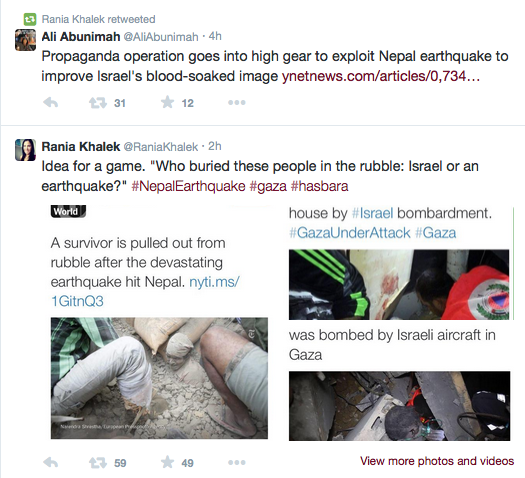 Rania Khalek retweeted
Ali Abunimah @AliAbunimah · 4h
Propaganda operation goes into high gear to exploit Nepal earthquake to
improve Israel's blood-soaked image ynetnews.com/articles/0,734…
31 12
Rania Khalek @RaniaKhalek · 2h
Idea for a game. "Who buried these people in the rubble: Israel or an
earthquake?" #NepalEarthquake #gaza #hasbara
World
A survivor is pulled out from
rubble after the devastating
earthquake hit Nepal. nyti.ms/
1GitnQ3
Narendra Shrestha, European
house by #Israel bombardment.
#GazaUnderAttack #Gaza
was bombed by Israeli aircraft in
Gaza
59 49
View more photos and videos